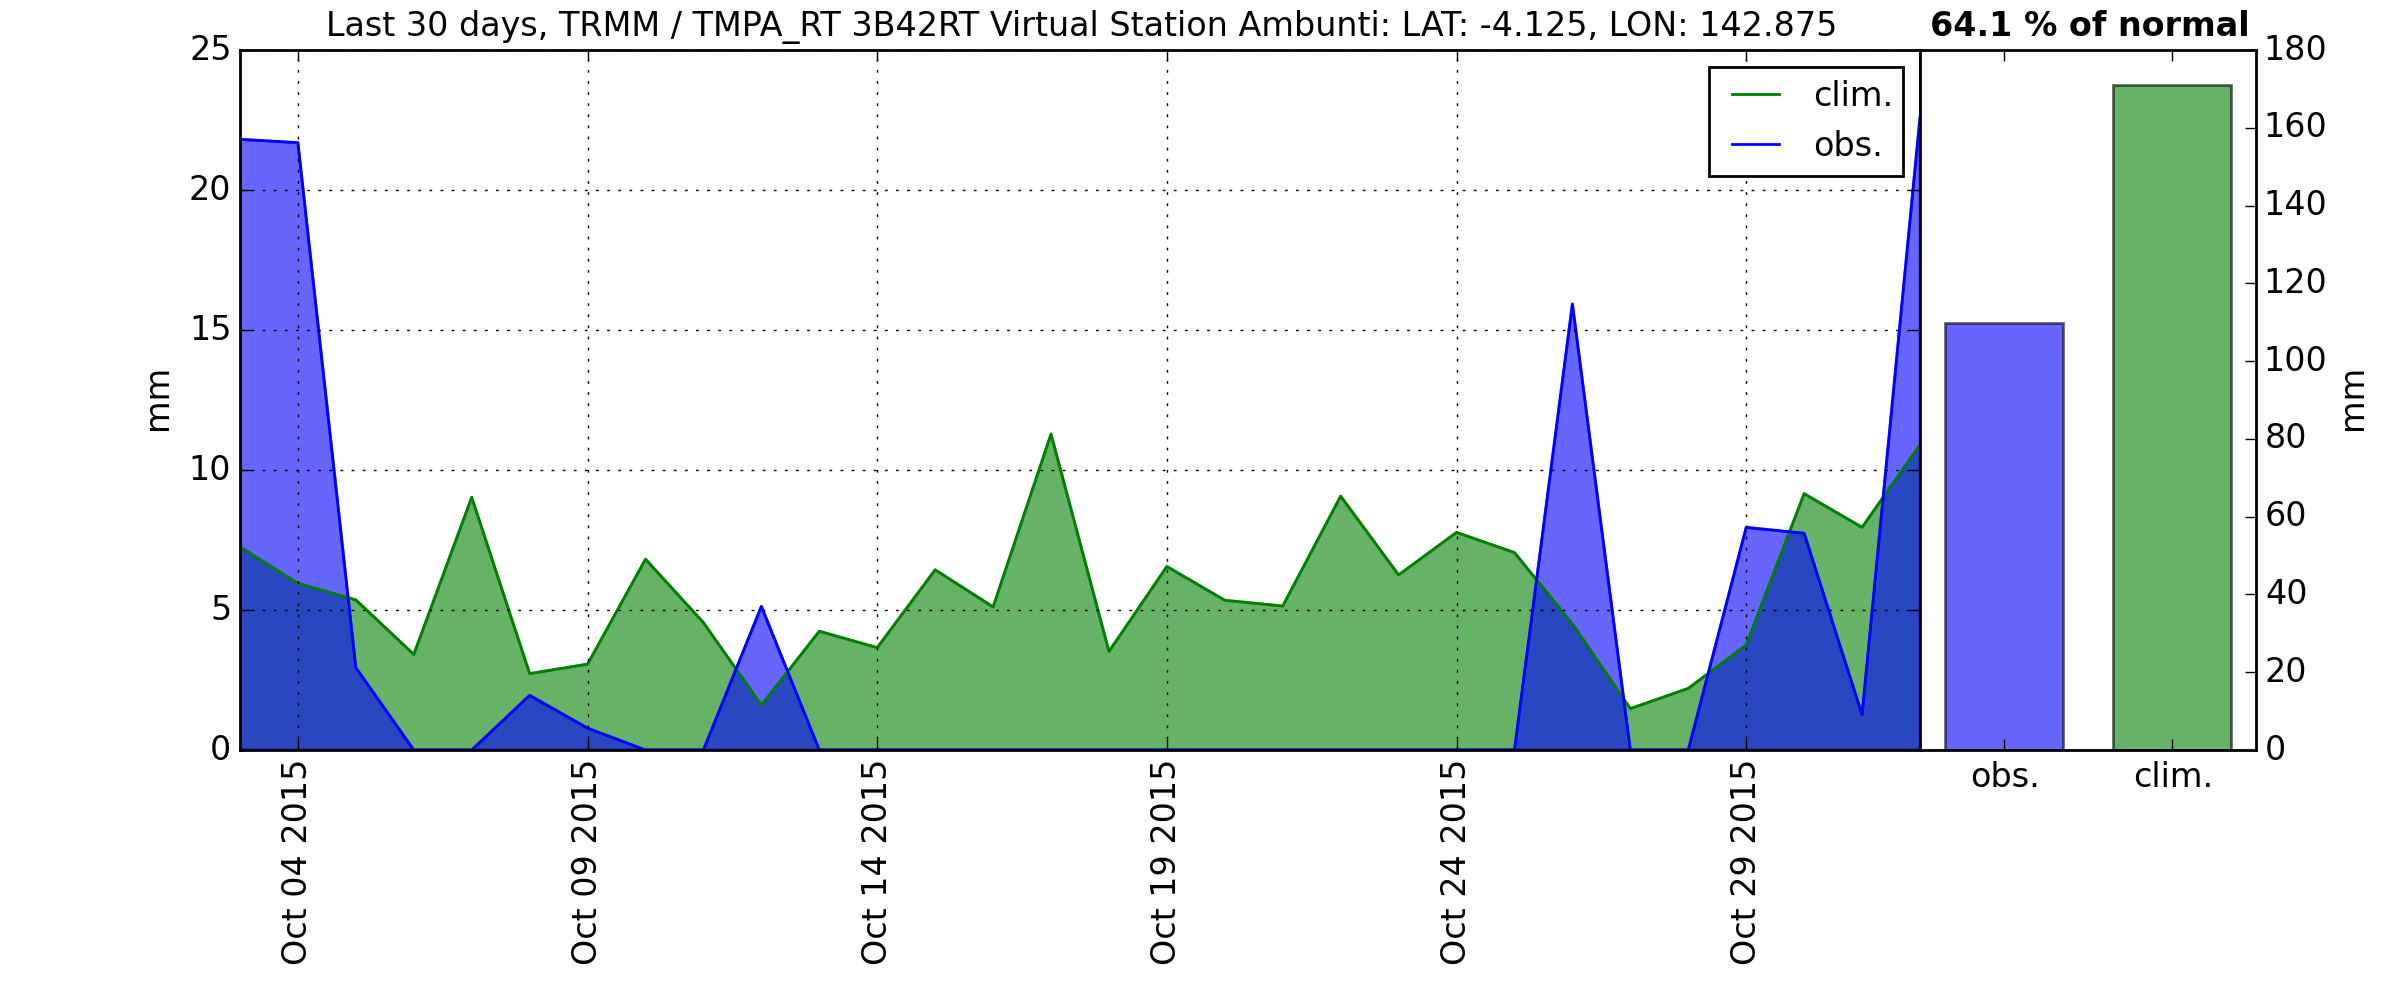 Last 30 days, TRMM / TMPA_RT 3B42RT Virtual Station Ambunti: LAT: -4.125, LON: 142.875
64.1 % of normal
25
20
15
10
5
0
mm
clim.
obs.
180
160
140
120
100
80
60
40
20
0
mm
Oct 04 2015
Oct 09 2015
Oct 14 2015
Oct 19 2015
Oct 24 2015
Oct 29 2015
obs.
clim.